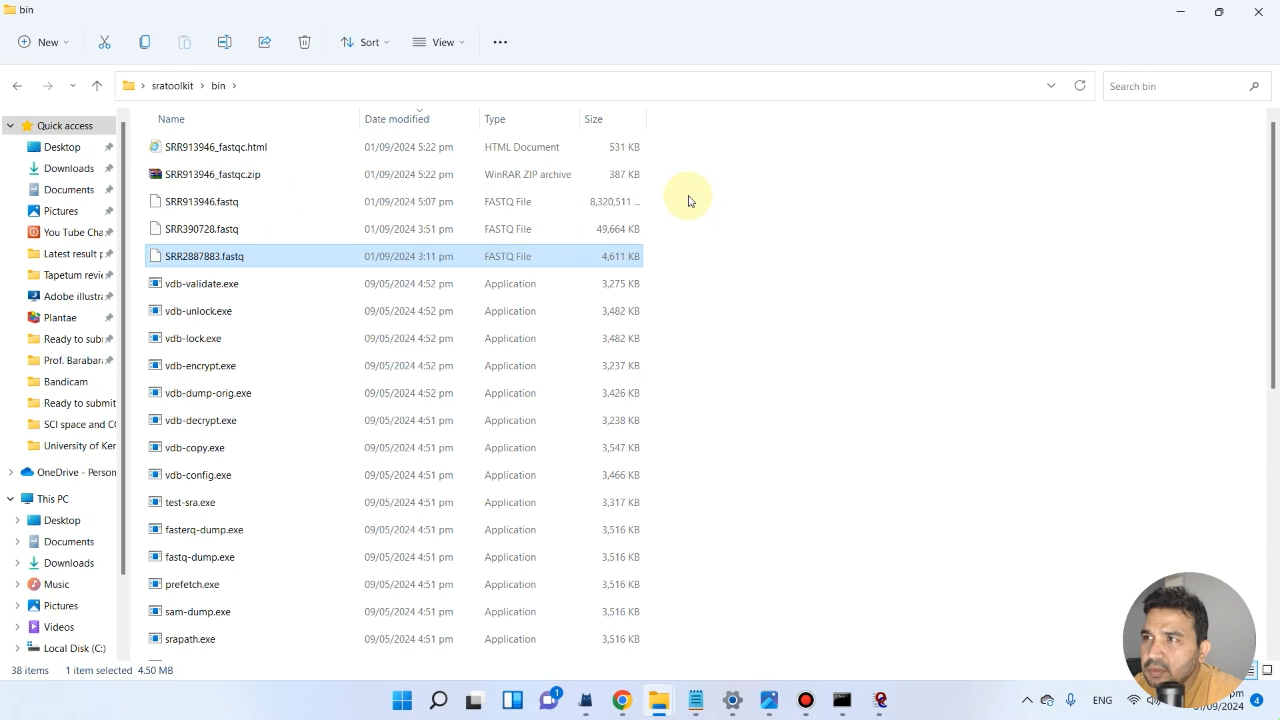 bin
New
Sort
View
sratoolkit
bin
Search bin
Name
Date modified
Type
Size
Quick access
Desktop
Downloads
Documents
Pictures
You Tube Cha
Latest result p
Tapetum revie
Adobe illustra
Plantae
Ready to subr
Prof. Barabara
Bandicam
Ready to submit
SCI space and C
University of Ker
OneDrive - Person
This PC
Desktop
Documents
Downloads
Music
Pictures
Videos
Local Disk (C:)
SRR913946_fastqc.html 01/09/2024 5:22 pm HTML Document 531 KB
SRR913946_fastqc.zip 01/09/2024 5:22 pm WinRAR ZIP archive 387 KB
SRR913946.fastq 01/09/2024 5:07 pm FASTQ File 8,320,511 ...
SRR390728.fastq 01/09/2024 3:51 pm FASTQ File 49,664 KB
SRR2887883.fastq 01/09/2024 3:11 pm FASTQ File 4,611 KB
vdb-validate.exe 09/05/2024 4:52 pm Application 3,275 KB
vdb-unlock.exe 09/05/2024 4:52 pm Application 3,482 KB
vdb-lock.exe 09/05/2024 4:52 pm Application 3,482 KB
vdb-encrypt.exe 09/05/2024 4:52 pm Application 3,237 KB
vdb-dump-orig.exe 09/05/2024 4:52 pm Application 3,426 KB
vdb-decrypt.exe 09/05/2024 4:51 pm Application 3,238 KB
vdb-copy.exe 09/05/2024 4:51 pm Application 3,547 KB
vdb-config.exe 09/05/2024 4:51 pm Application 3,466 KB
test-sra.exe 09/05/2024 4:51 pm Application 3,317 KB
fasterq-dump.exe 09/05/2024 4:51 pm Application 3,516 KB
fastq-dump.exe 09/05/2024 4:51 pm Application 3,516 KB
prefetch.exe 09/05/2024 4:51 pm Application 3,516 KB
sam-dump.exe 09/05/2024 4:51 pm Application 3,516 KB
srapath.exe 09/05/2024 4:51 pm Application 3,516 KB
38 items 1 item selected 4.50 MB
1
ENG
pm
01/09/2024
4